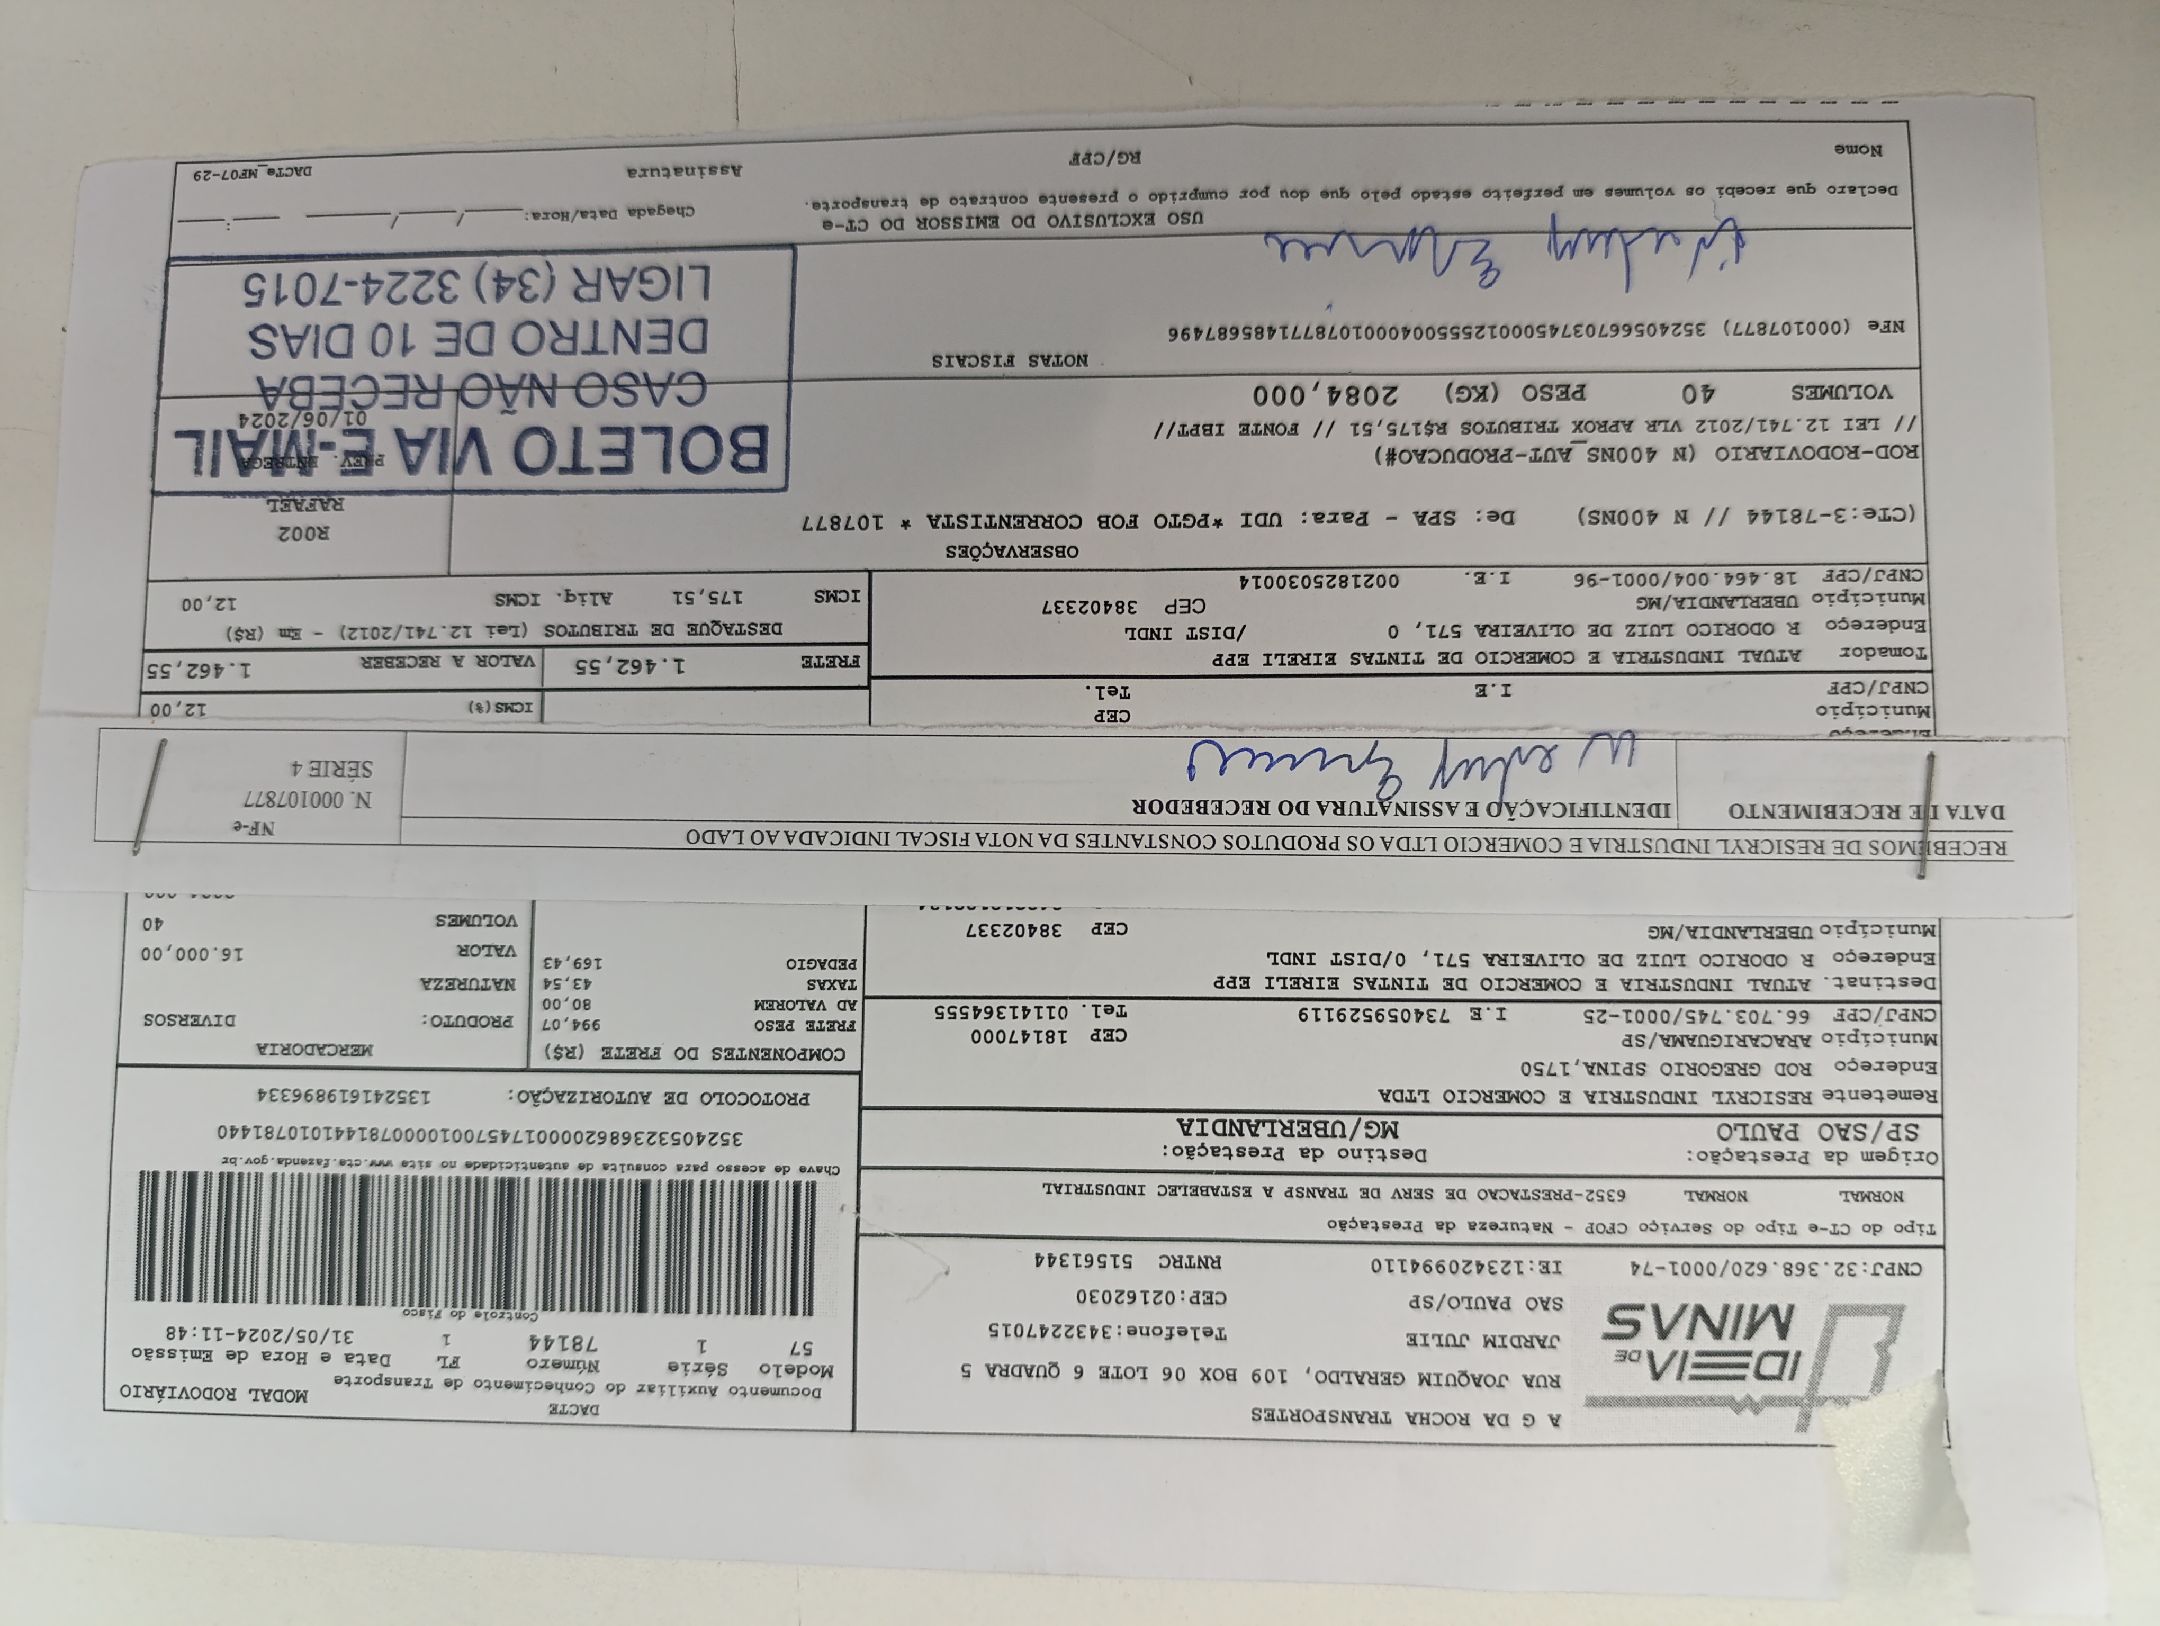 IDEIA DE MINAS
A G DA ROCHA TRANSPORTES
RUA JOAQUIM GERALDO, 109 BOX 06 LOTE 6 QUADRA 5
JARDIM JULIE Telefone:3432247015
SAO PAULO/SP CEP:02162030
CNPJ:32.368.620/0001-74 IE:123420994110 RNTRC 51561344
DACTE
Documento Auxiliar do Conhecimento de Transporte
MODAL RODOVIÁRIO
Modelo Série Número FL Data e Hora de Emissão
57 1 78144 1 31/05/2024-11:48
Controle do Fisco
Chave de acesso para consulta de autenticidade no site www.cte.fazenda.gov.br
35240532368620000174570010000781441010781440
PROTOCOLO DE AUTORIZAÇÃO: 135241619896334
Tipo do CT-e Tipo do Serviço CFOP - Natureza da Prestação
NORMAL NORMAL 6352-PRESTACAO DE SERV DE TRANSP A ESTABELEC INDUSTRIAL
Origem da Prestação: Destino da Prestação:
SP/SAO PAULO MG/UBERLANDIA
Remetente RESICRYL INDUSTRIA E COMERCIO LTDA
Endereço ROD GREGORIO SPINA,1750
Município ARACARIGUAMA/SP CEP 18147000
CNPJ/CPF 66.703.745/0001-25 I.E 734059529119 Tel. 01141364555
Destinat. ATUAL INDUSTRIA E COMERCIO DE TINTAS EIRELI EPP
Endereço R ODORICO LUIZ DE OLIVEIRA 571, 0/DIST INDL
Município UBERLANDIA/MG CEP 38402337
COMPONENTES DO FRETE (R$)
FRETE PESO 994,07
AD VALOREM 80,00
TAXAS 43,54
PEDAGIO 169,43
MERCADORIA
PRODUTO: DIVERSOS
NATUREZA
VALOR 16.000,00
VOLUMES 40
RECEBEMOS DE RESICRYL INDUSTRIA E COMERCIO LTDA OS PRODUTOS CONSTANTES DA NOTA FISCAL INDICADA AO LADO
DATA DE RECEBIMENTO IDENTIFICAÇÃO E ASSINATURA DO RECEBEDOR
NF-e
N. 000107877
SÉRIE 4
Endereço
Município CEP
CNPJ/CPF I.E Tel.
ICMS(%) 12,00
Tomador ATUAL INDUSTRIA E COMERCIO DE TINTAS EIRELI EPP
Endereço R ODORICO LUIZ DE OLIVEIRA 571, 0 /DIST INDL
Município UBERLANDIA/MG CEP 38402337
CNPJ/CPF 18.464.004/0001-96 I.E. 0021825030014
FRETE 1.462,55 VALOR A RECEBER 1.462,55
DESTAQUE DE TRIBUTOS (Lei 12.741/2012) - Em (R$)
ICMS 175,51 Aliq. ICMS 12,00
OBSERVAÇÕES
(CTe:3-78144 // N 400NS) De: SPA - Para: UDI *PGTO FOB CORRENTISTA * 107877
ROD-RODOVIARIO (N 400NS_AUT-PRODUCAO#)
// LEI 12.741/2012 VLR APROX TRIBUTOS R$175,51 // FONTE IBPT//
VOLUMES 40 PESO (KG) 2084,000
R002
RAFAEL
PREV. ENTREGA
01/06/2024
BOLETO VIA E-MAIL
CASO NÃO RECEBA
DENTRO DE 10 DIAS
LIGAR (34) 3224-7015
NOTAS FISCAIS
NFe (000107877) 35240566703745000125550040001078771485687496
USO EXCLUSIVO DO EMISSOR DO CT-e
Declaro que recebi os volumes em perfeito estado pelo que dou por cumprido o presente contrato de transporte.
Chegada Data/Hora: ____/____/____ ___:___
Nome RG/CPF Assinatura
DACTe_MF07-29